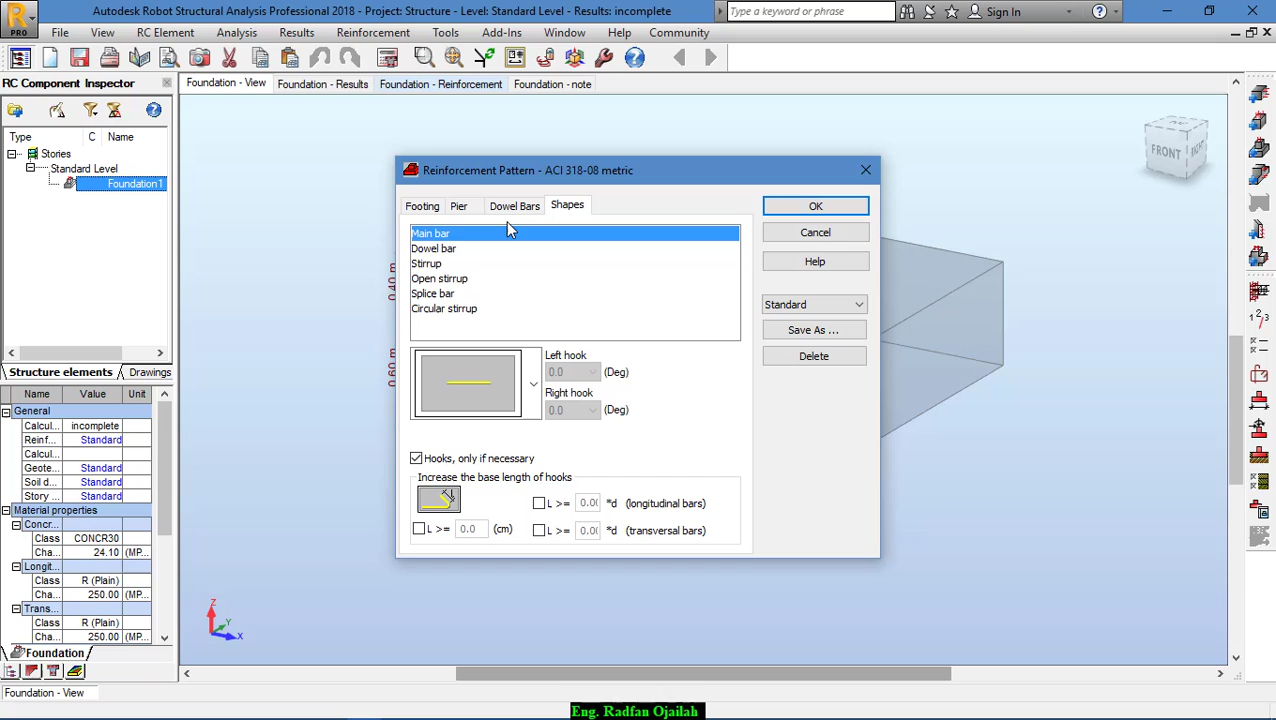 Autodesk Robot Structural Analysis Professional 2018 - Project: Structure - Level: Standard Level - Results: incomplete
Type a keyword or phrase
Sign In
PRO
File View RC Element Analysis Results Reinforcement Tools Add-Ins Window Help Community
RC Component Inspector
Foundation - View Foundation - Results Foundation - Reinforcement Foundation - note
Type C Name
Stories
Standard Level
Foundation1
FRONT
RIGHT
Reinforcement Pattern - ACI 318-08 metric
Footing Pier Dowel Bars Shapes
OK
Main bar
Cancel
Dowel bar
Stirrup
Help
Open stirrup
Splice bar
Standard
Circular stirrup
Save As ...
Delete
0.40 m
0.60 m
Left hook
0.0 (Deg)
Right hook
0.0 (Deg)
Hooks, only if necessary
Increase the base length of hooks
L >= 0.0( *d (longitudinal bars)
L >= 0.0 (cm) L >= 0.0( *d (transversal bars)
Structure elements Drawings
Name Value Unit
General
Calcul... incomplete
Reinf... Standard
Calcul...
Geote... Standard
Soil d... Standard
Story ... Standard
Material properties
Concr...
Class CONCR30
Cha... 24.10 (MP...
Longit...
Class R (Plain)
Cha... 250.00 (MP...
Trans...
Class R (Plain)
Cha... 250.00 (MP...
Foundation
Z
Y
X
Foundation - View
Eng. Radfan Ojailah